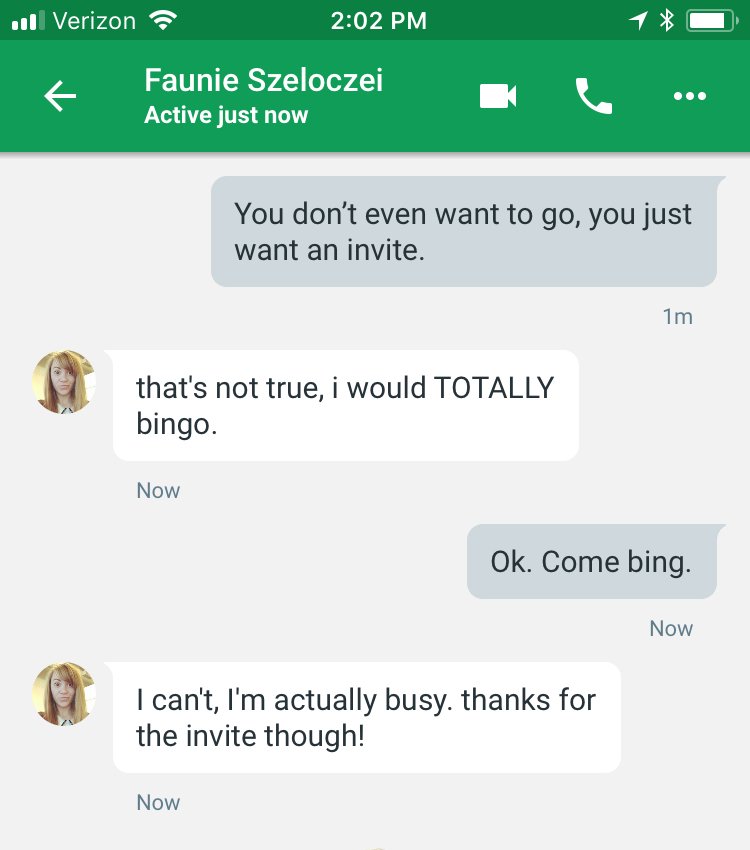 Verizon 2:02 PM
Faunie Szeloczei
Active just now
You don’t even want to go, you just
want an invite.
1m
that's not true, i would TOTALLY
bingo.
Now
Ok. Come bing.
Now
I can't, I'm actually busy. thanks for
the invite though!
Now